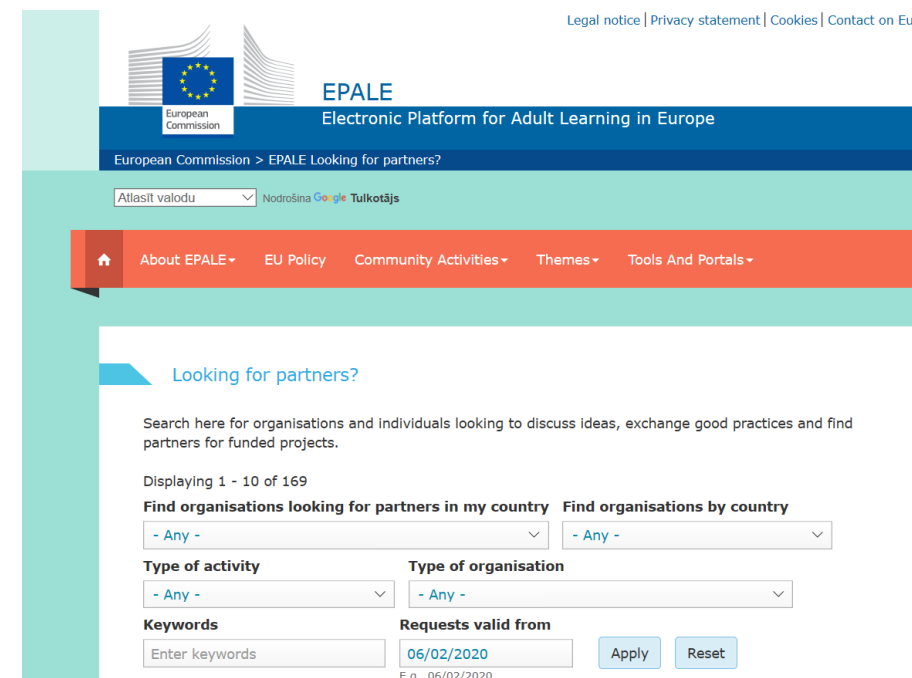 Legal notice | Privacy statement | Cookies | Contact on
EPALE
European
Commission
Electronic Platform for Adult Learning in Europe
European Commission > EPALE Looking for partners?
Atlasīt valodu Nodrošina Google Tulkotājs
About EPALE EU Policy Community Activities Themes Tools And Portals
Looking for partners?
Search here for organisations and individuals looking to discuss ideas, exchange good practices and find
partners for funded projects.
Displaying 1 - 10 of 169
Find organisations looking for partners in my country Find organisations by country
- Any - - Any -
Type of activity Type of organisation
- Any - - Any -
Keywords Requests valid from
Enter keywords 06/02/2020 Apply Reset
E.g., 06/02/2020